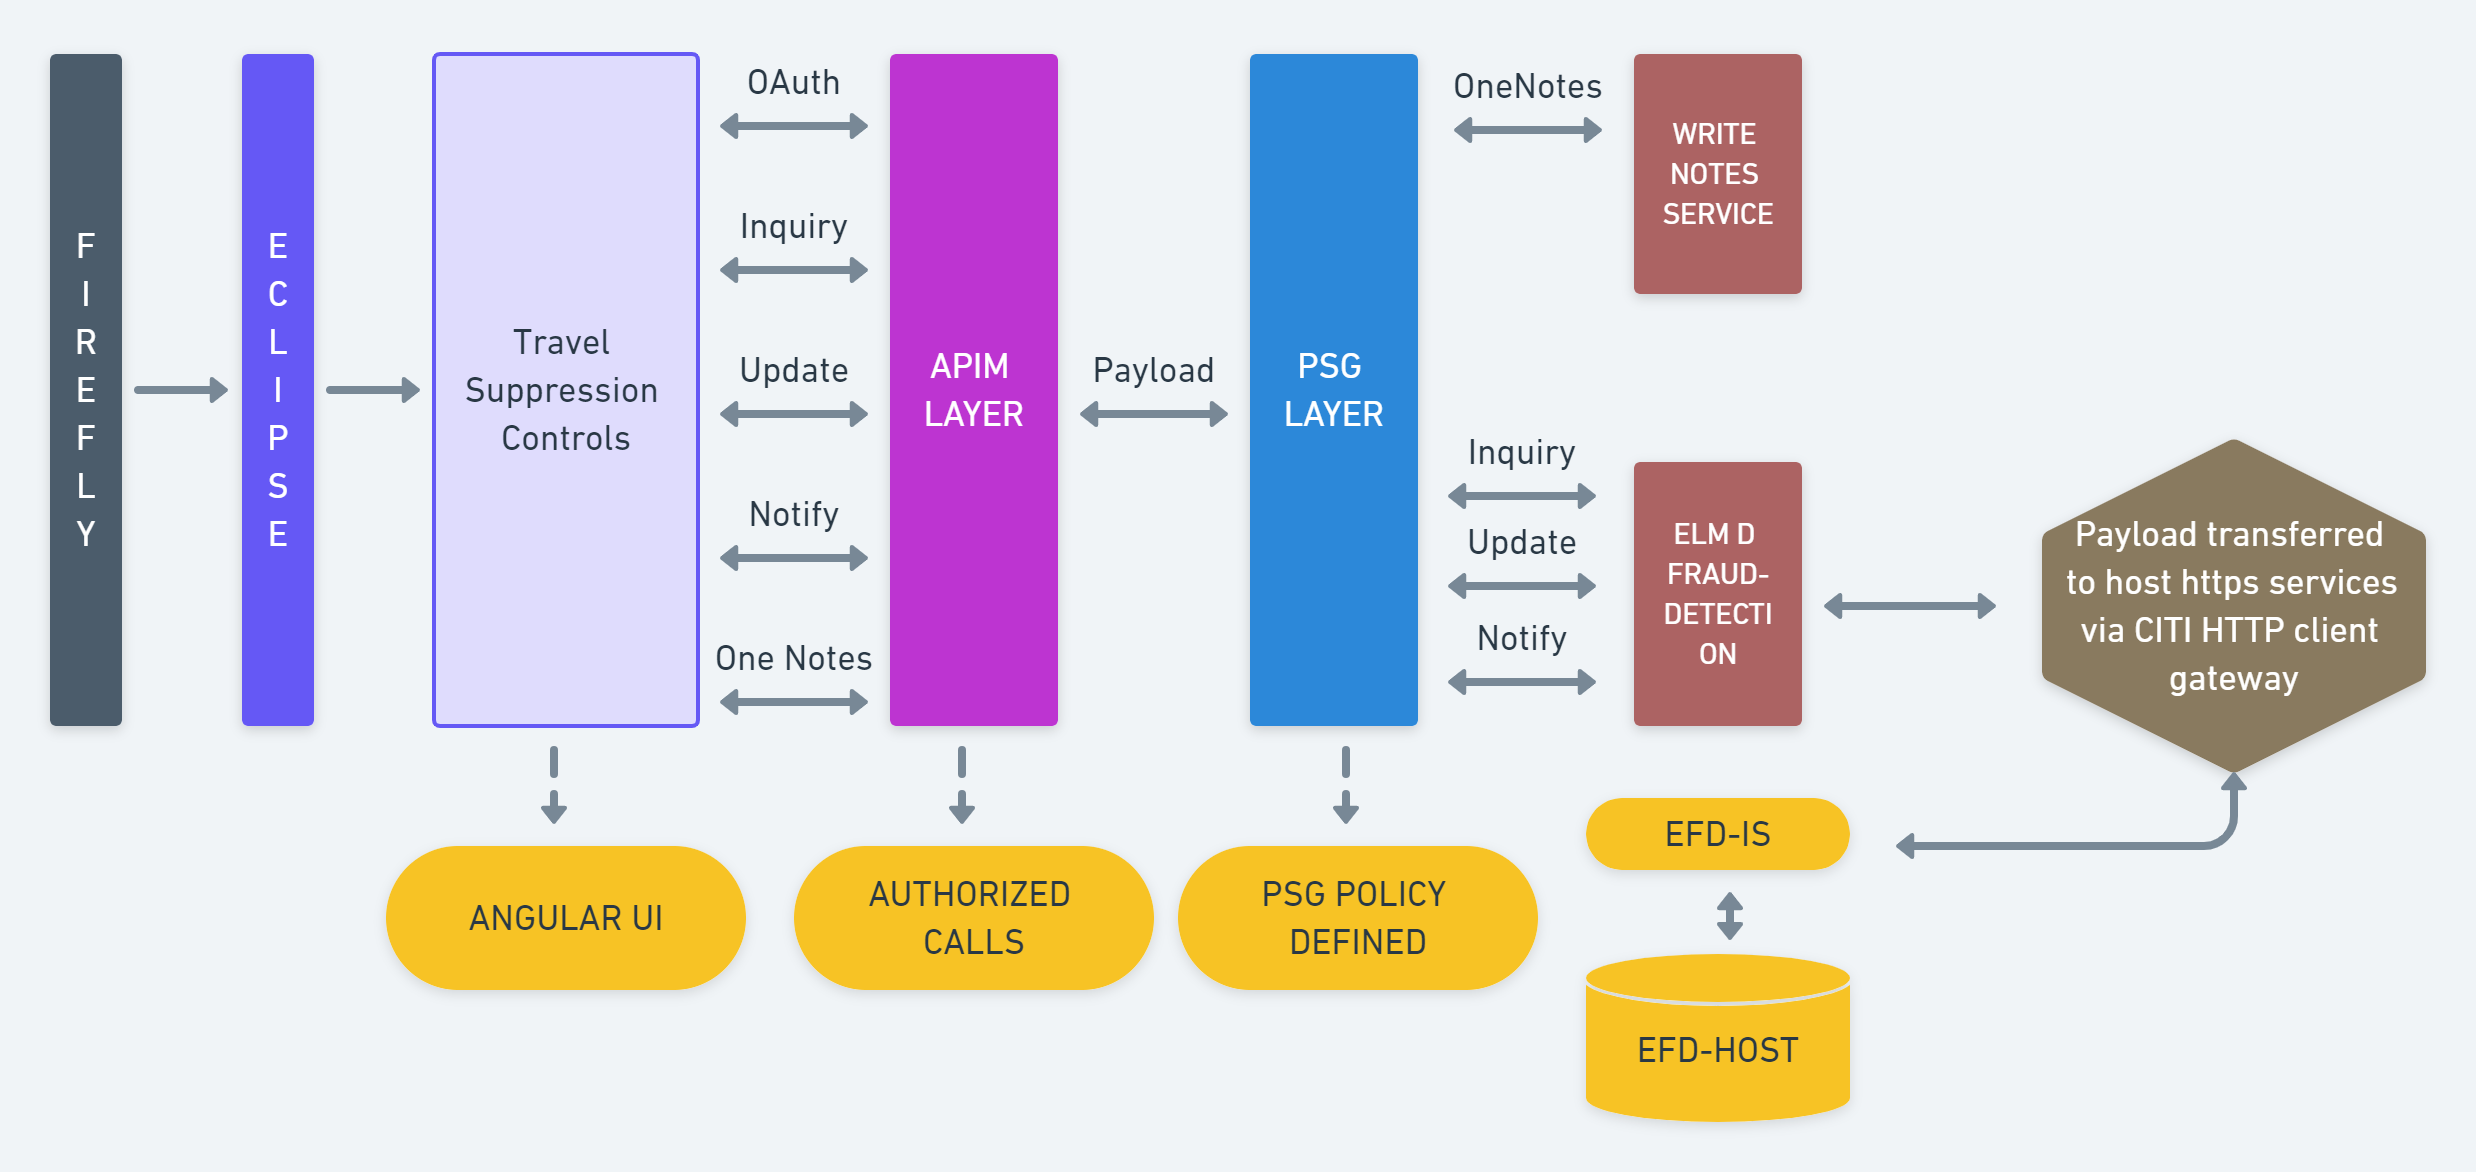 F
I
R
E
F
L
Y
E
C
L
I
P
S
E
Travel
Suppression
Controls
OAuth
Inquiry
Update
Notify
One Notes
APIM
LAYER
Payload
PSG
LAYER
OneNotes
WRITE
NOTES
SERVICE
Inquiry
Update
Notify
ELM D
FRAUD-
DETECTI
ON
Payload transferred
to host https services
via CITI HTTP client
gateway
ANGULAR UI
AUTHORIZED
CALLS
PSG POLICY
DEFINED
EFD-IS
EFD-HOST